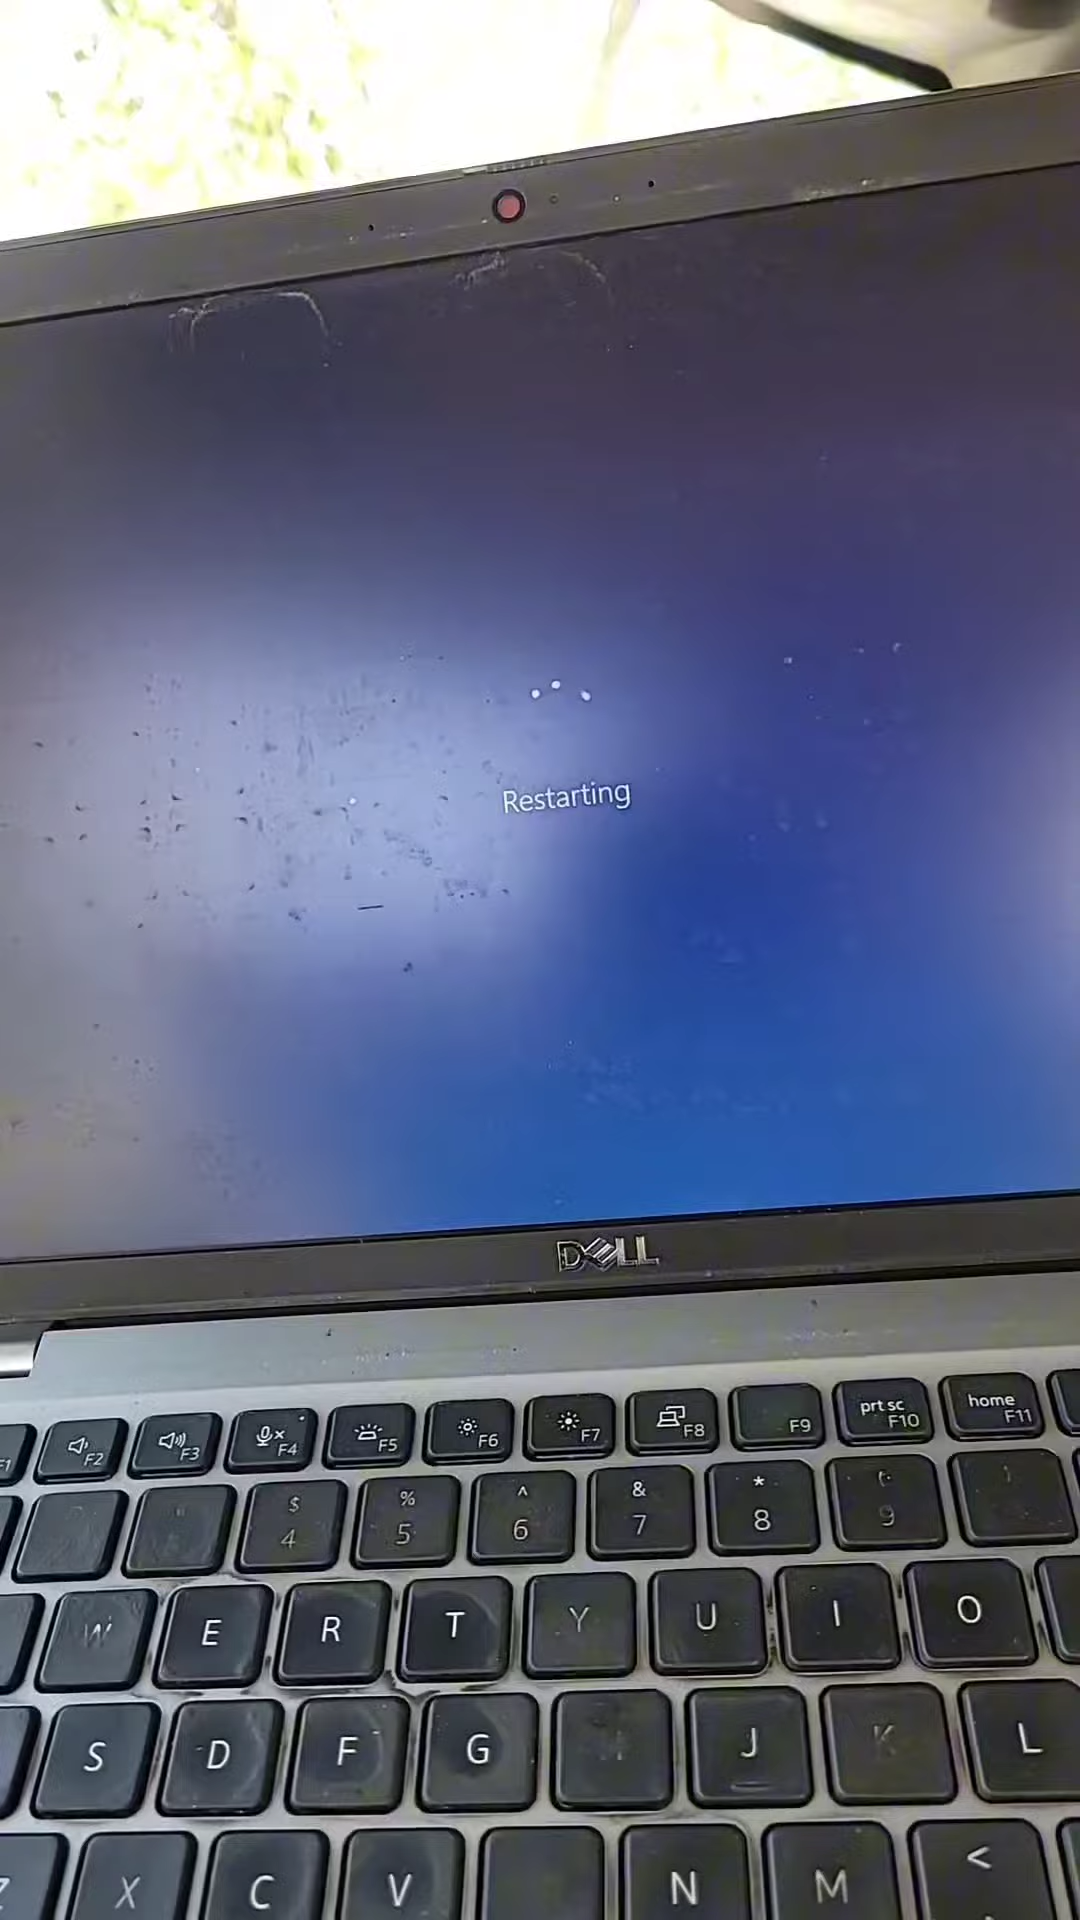 Restarting
DELL
F1 F2 F3 F4 F5 F6 F7 F8 F9 prt sc F10 home F11
$ 4 % 5 ^ 6 & 7 * 8 ( 9 )
W E R T Y U I O
S D F G J K L
Z X C V N M <